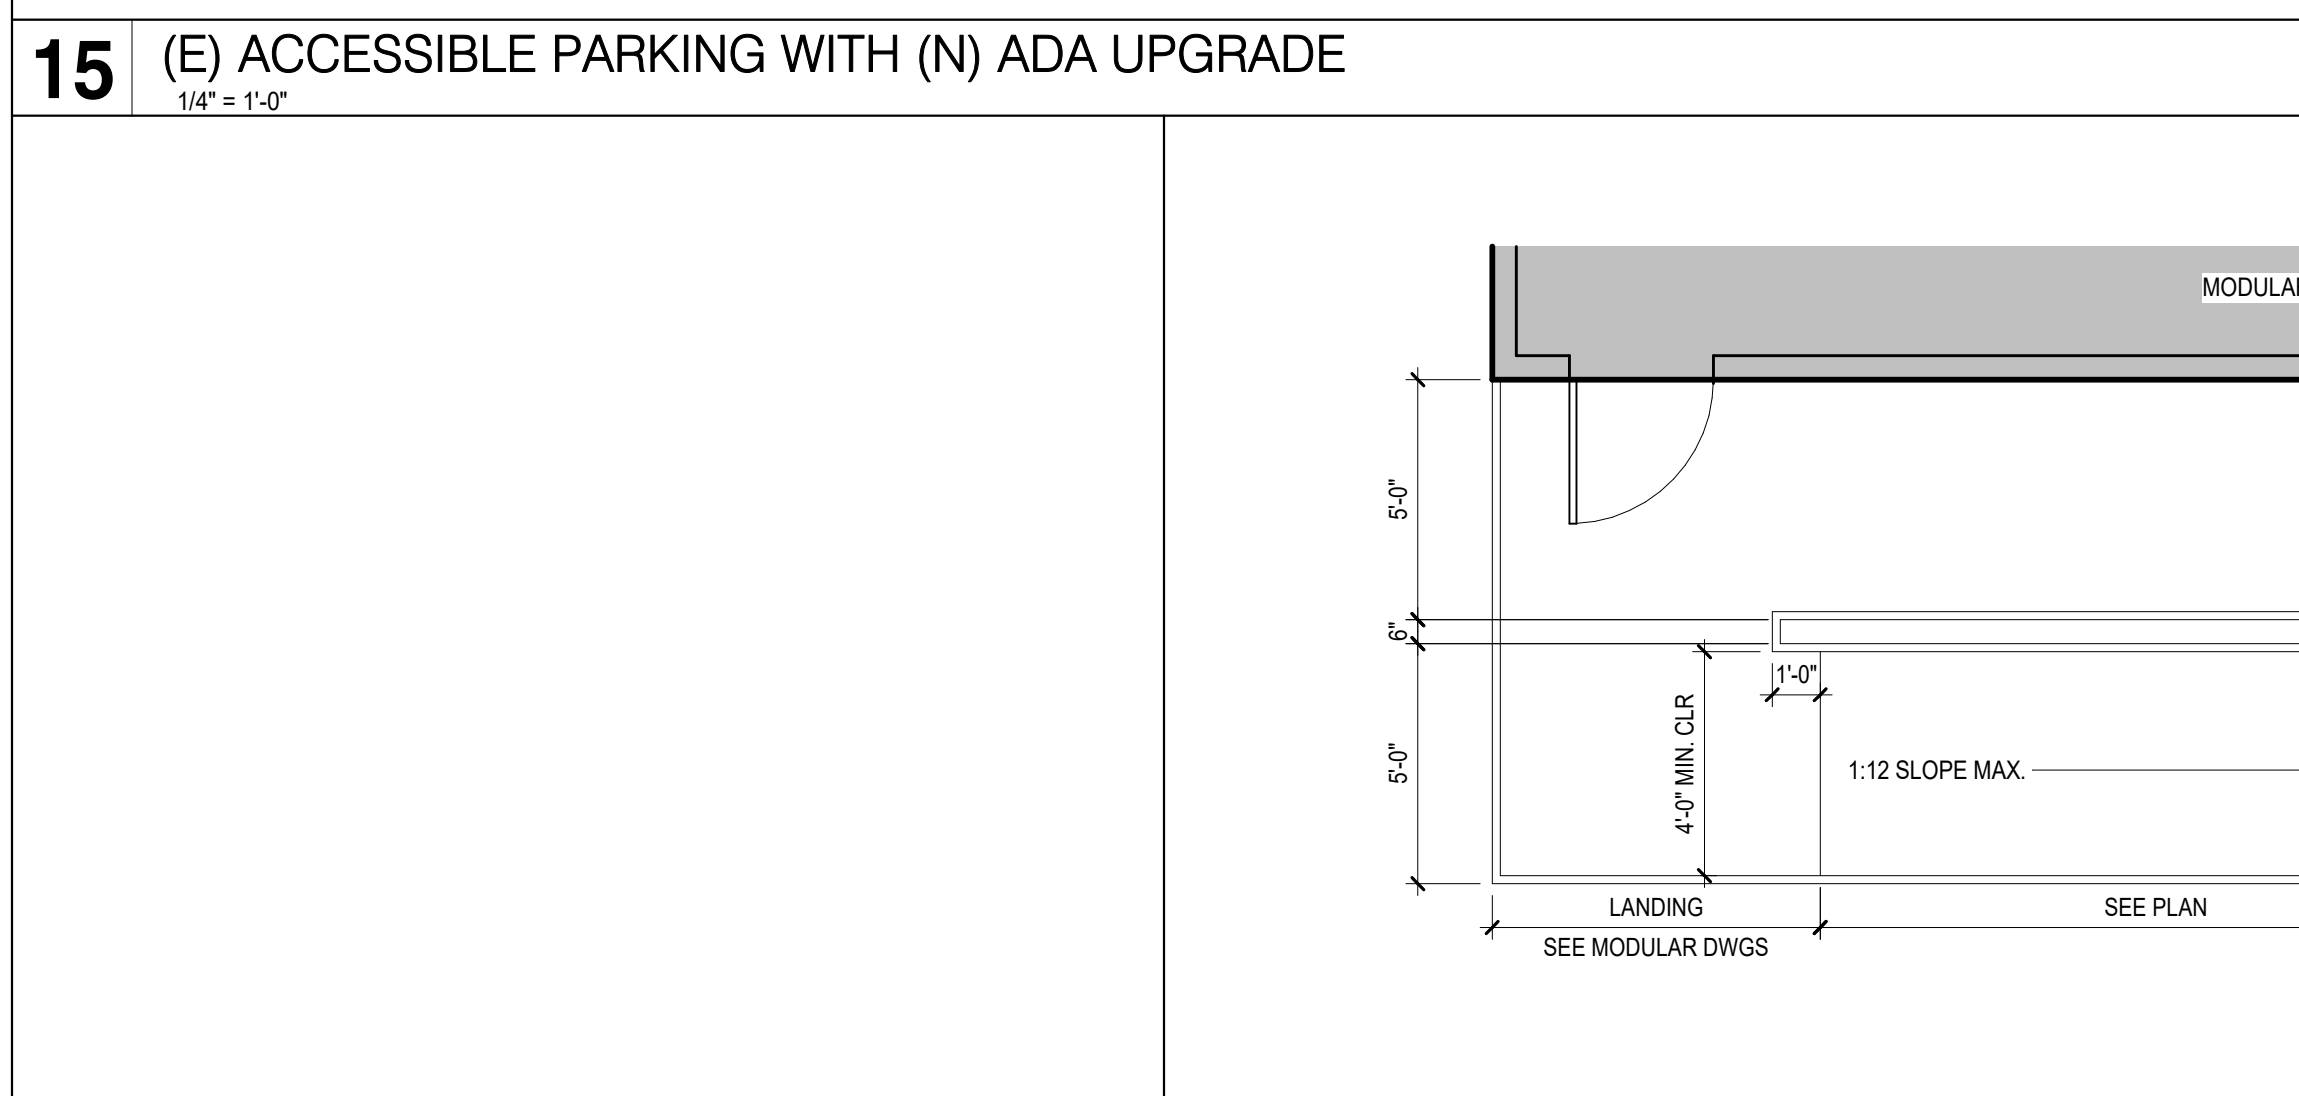 15
(E) ACCESSIBLE PARKING WITH (N) ADA UPGRADE
1/4" = 1'-0"
5'-0"
6"
1'-0"
4'-0" MIN. CLR
5'-0"
1:12 SLOPE MAX.
LANDING
SEE PLAN
SEE MODULAR DWGS